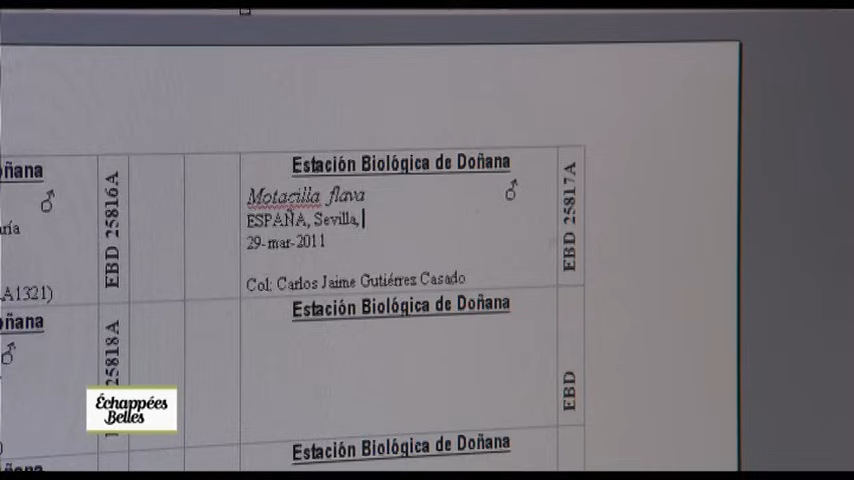 oñana
♂
ría
A1321)
EBD 25816A
Estación Biológica de Doñana
Motacilla flava ♂
ESPAÑA, Sevilla,
29-mar-2011
Col: Carlos Jaime Gutiérrez Casado
EBD 25817A
oñana
♂
25818A
Estación Biológica de Doñana
EBD
Échappées
Belles
Estación Biológica de Doñana